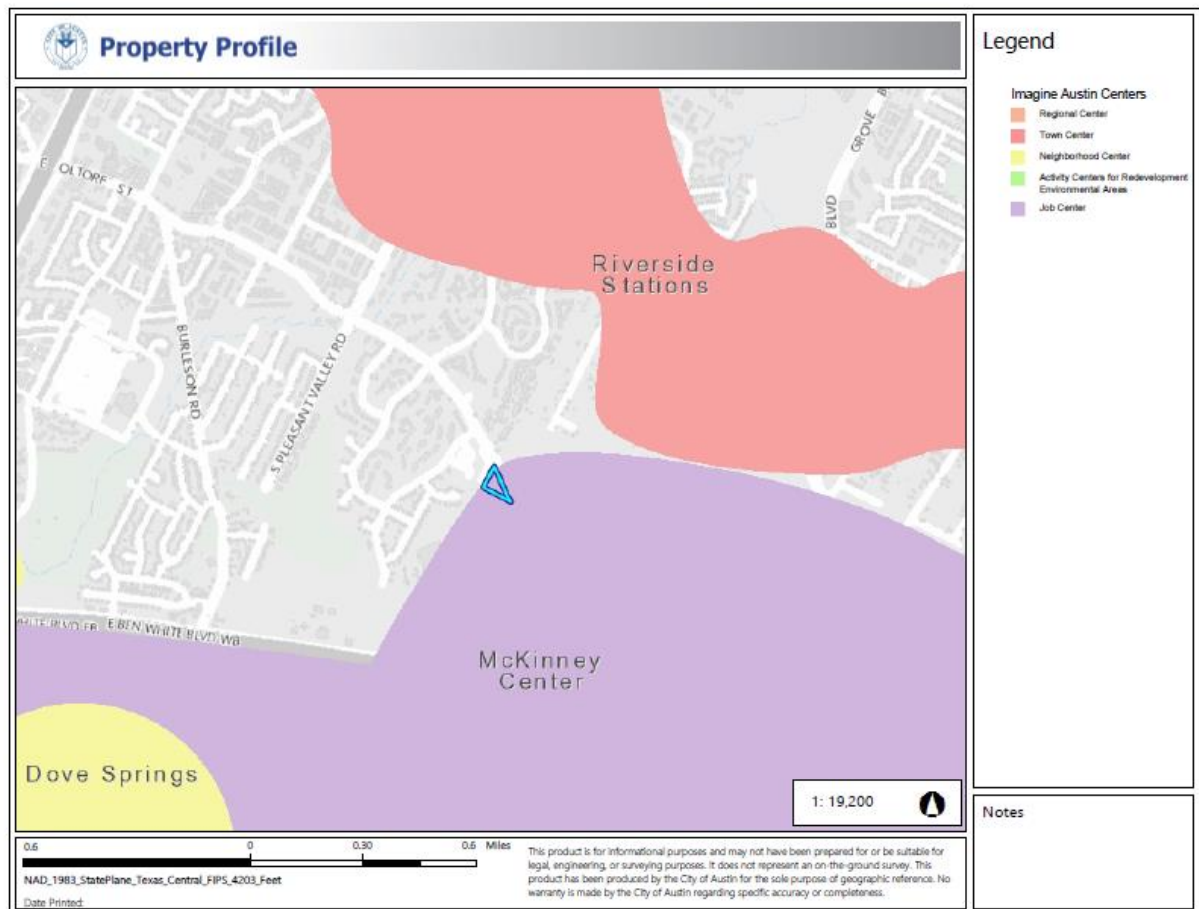 Property Profile
Legend
Imagine Austin Centers
Regional Center
Town Center
Neighborhood Center
Activity Centers for Redevelopment
Environmental Areas
Job Center
GROVE B
E OLTORF ST
BLVD
Riverside
Stations
BURLESON RD
S PLEASANT VALLEY RD
WHITE BLVD EB
E BEN WHITE BLVD WB
McKinney
Center
Dove Springs
1: 19,200
Notes
0.6 0 0.30 0.6 Miles
NAD_1983_StatePlane_Texas_Central_FIPS_4203_Feet
Date Printed:
This product is for informational purposes and may not have been prepared for or be suitable for
legal, engineering, or surveying purposes. It does not represent an on-the-ground survey. This
product has been produced by the City of Austin for the sole purpose of geographic reference. No
warranty is made by the City of Austin regarding specific accuracy or completeness.